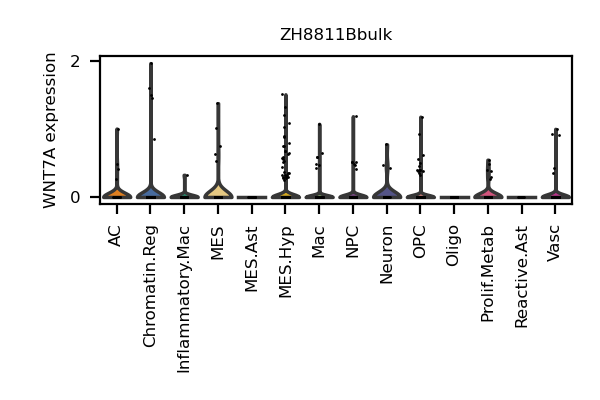 ZH8811Bbulk
WNT7A expression
2
0
AC
Chromatin.Reg
Inflammatory.Mac
MES
MES.Ast
MES.Hyp
Mac
NPC
Neuron
OPC
Oligo
Prolif.Metab
Reactive.Ast
Vasc